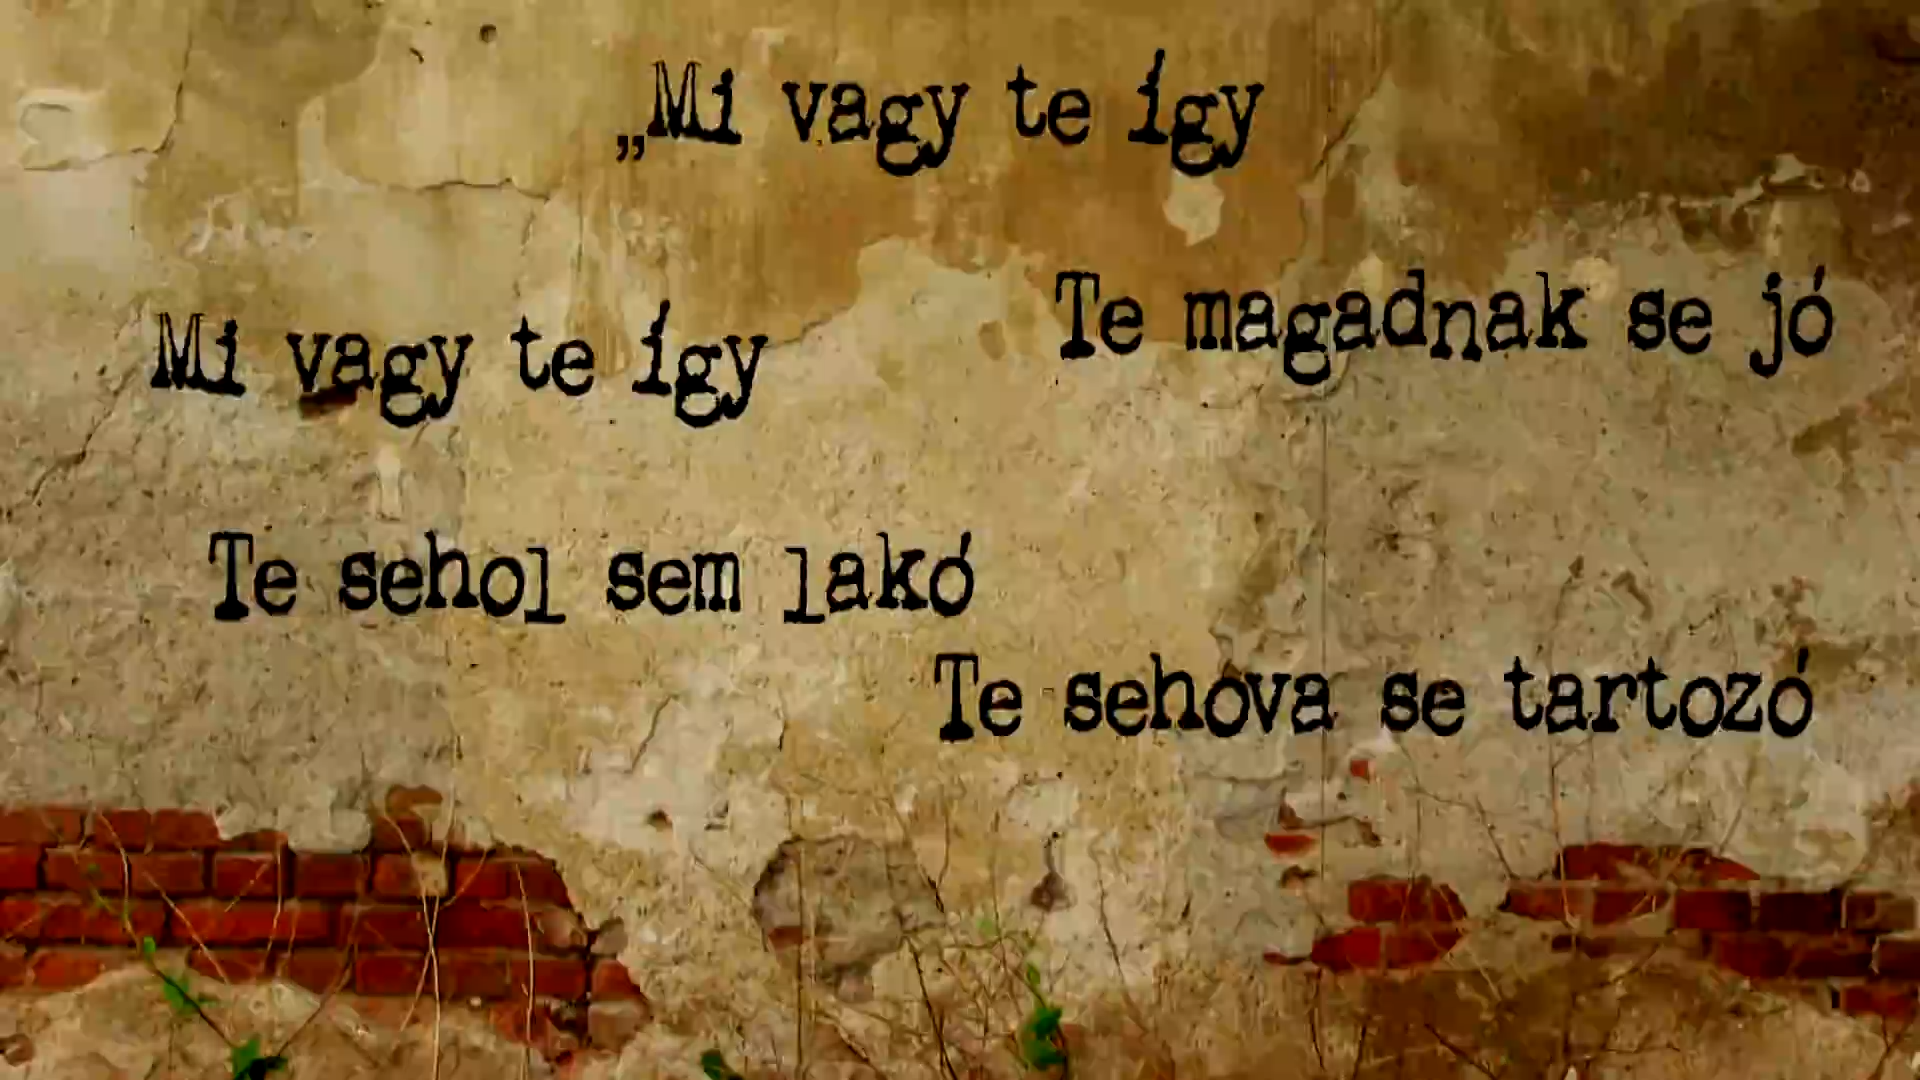 „Mi vagy te így
Te magadnak se jó
Mi vagy te így
Te sehol sem lakó
Te sehova se tartozó